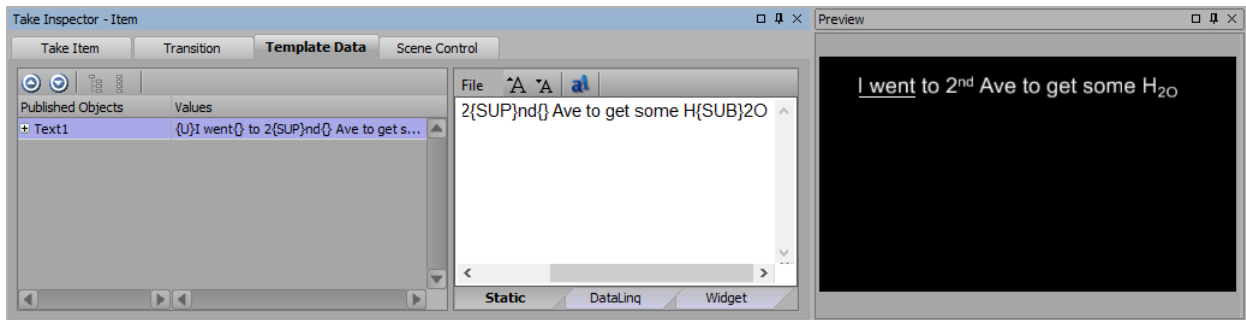 Take Inspector - Item
Take Item
Transition
Template Data
Scene Control
Published Objects
Values
Text1
{U}I went{} to 2{SUP}nd{} Ave to get s...
File
A A a
2{SUP}nd{} Ave to get some H{SUB}2O
Static
DataLinq
Widget
Preview
I went to 2nd Ave to get some H2O